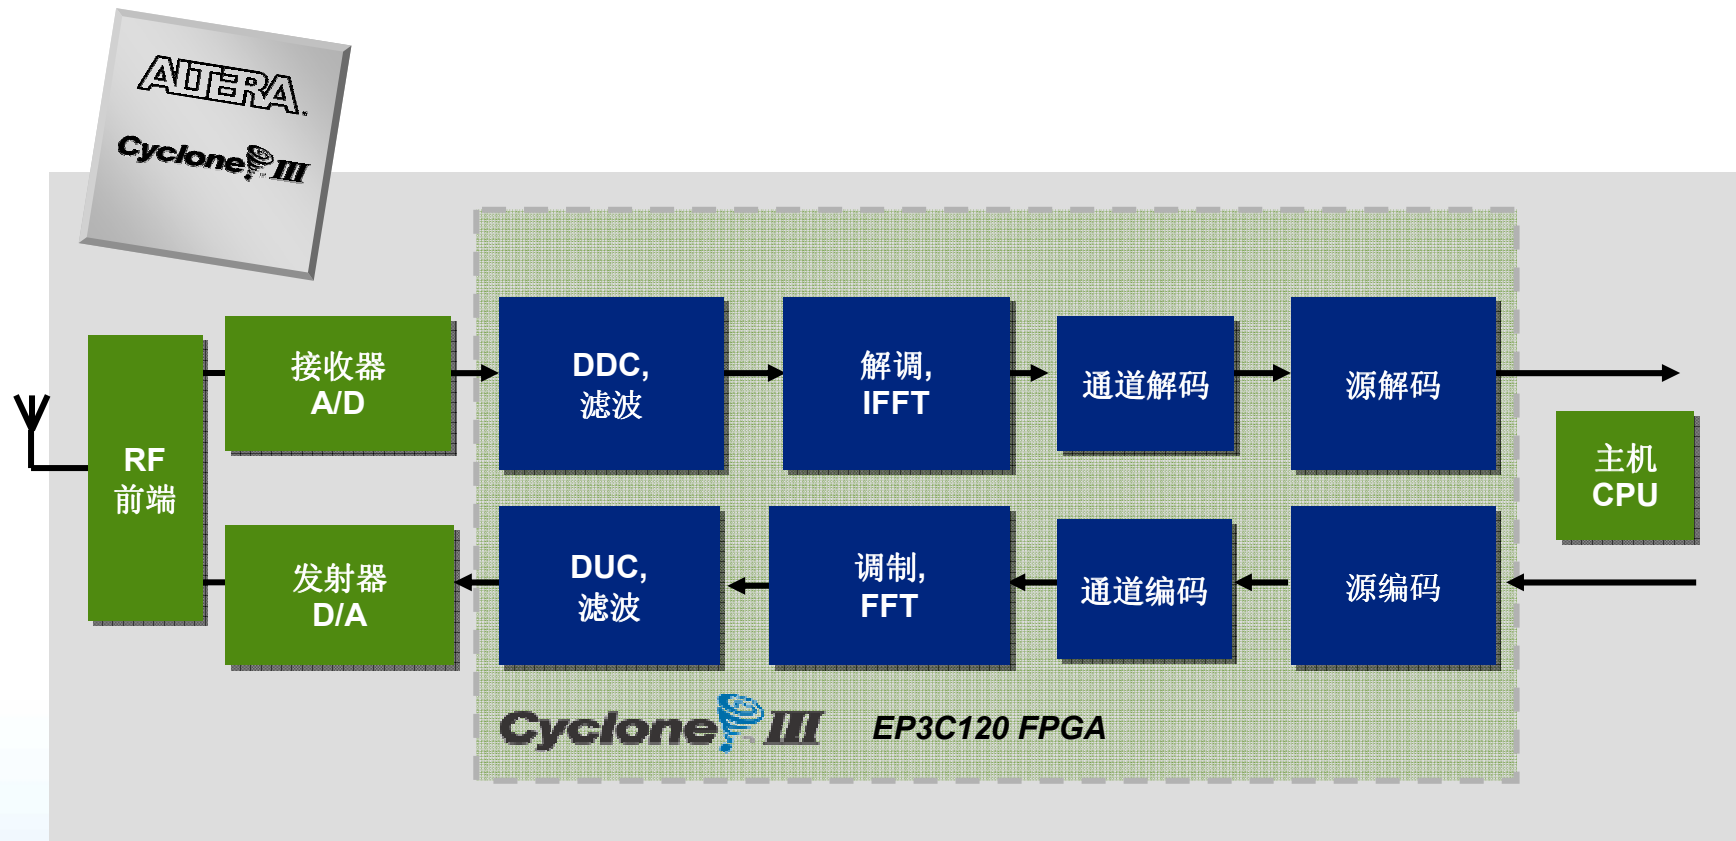 ALTERA.
Cyclone III
接收器
A/D
DDC,
滤波
解调,
IFFT
通道解码
源解码
RF
前端
主机
CPU
发射器
D/A
DUC,
滤波
调制,
FFT
通道编码
源编码
Cyclone III
EP3C120 FPGA